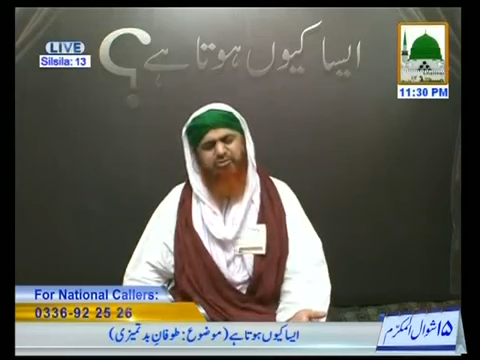 LIVE
Silsila: 13
ایسا کیوں ہوتا ہے؟
11:30 PM
For National Callers:
0336-92 25 26
ایسا کیوں ہوتا ہے (موضوع: طوفانِ بدتمیزی)
۱۵ شوال المکرّم